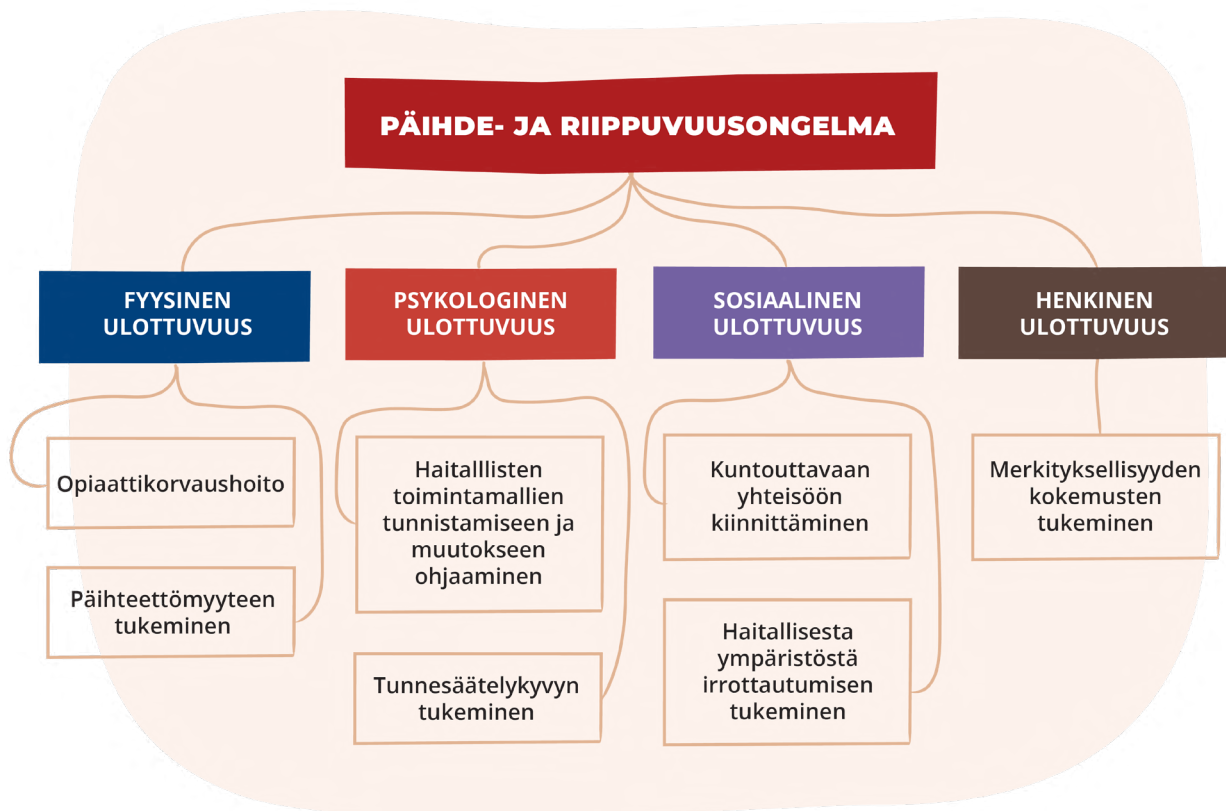 PÄIHDE- JA RIIPPUVUUSONGELMA
FYYSINEN
ULOTTUVUUS
Opiaattikorvaushoito
Päihteettömyyteen
tukeminen
PSYKOLOGINEN
ULOTTUVUUS
Haitalllisten
toimintamallien
tunnistamiseen ja
muutokseen
ohjaaminen
Tunnesäätelykyvyn
tukeminen
SOSIAALINEN
ULOTTUVUUS
Kuntouttavaan
yhteisöön
kiinnittäminen
Haitallisesta
ympäristöstä
irrottautumisen
tukeminen
HENKINEN
ULOTTUVUUS
Merkityksellisyyden
kokemusten
tukeminen